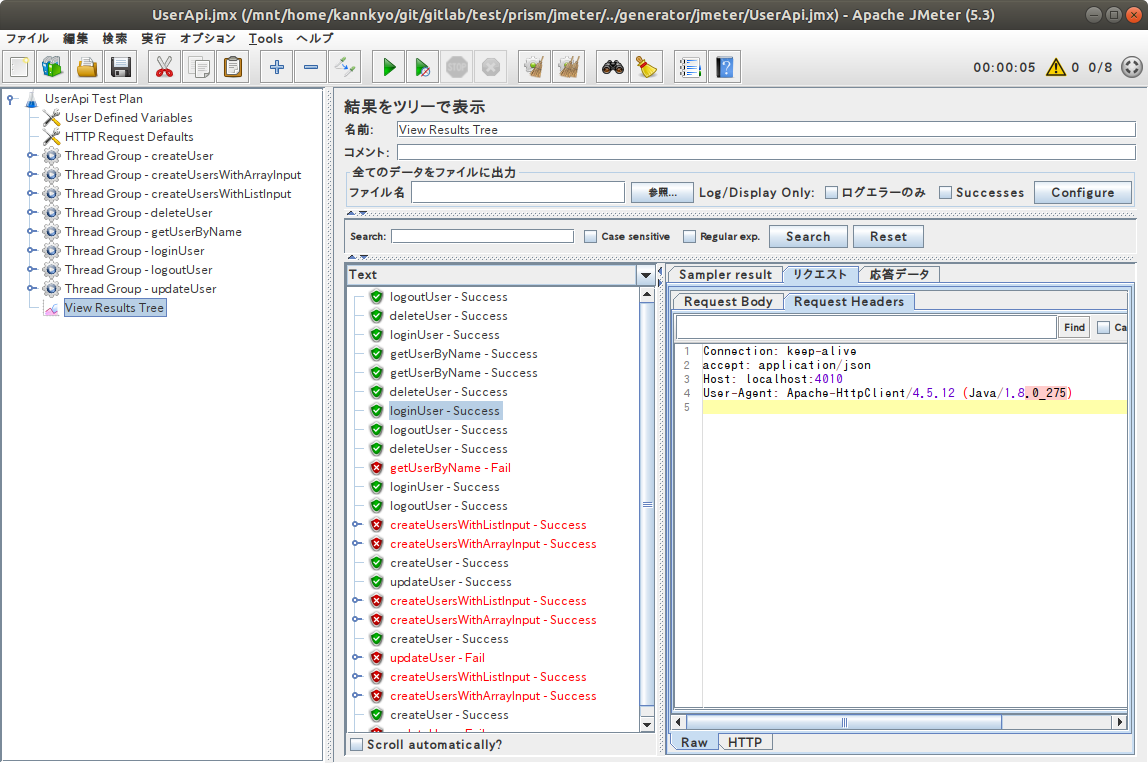 UserApi.jmx (/mnt/home/kannkyo/git/gitlab/test/prism/jmeter/../generator/jmeter/UserApi.jmx) - Apache JMeter (5.3)
ファイル 編集 検索 実行 オプション Tools ヘルプ
STOP
00:00:05 0 0/8
UserApi Test Plan
User Defined Variables
HTTP Request Defaults
Thread Group - createUser
Thread Group - createUsersWithArrayInput
Thread Group - createUsersWithListInput
Thread Group - deleteUser
Thread Group - getUserByName
Thread Group - loginUser
Thread Group - logoutUser
Thread Group - updateUser
View Results Tree
結果をツリーで表示
名前: View Results Tree
コメント:
全てのデータをファイルに出力
ファイル名 参照... Log/Display Only: ログエラーのみ Successes Configure
Search: Case sensitive Regular exp. Search Reset
Text
logoutUser - Success
deleteUser - Success
loginUser - Success
getUserByName - Success
getUserByName - Success
deleteUser - Success
loginUser - Success
logoutUser - Success
deleteUser - Success
getUserByName - Fail
loginUser - Success
logoutUser - Success
createUsersWithListInput - Success
createUsersWithArrayInput - Success
createUser - Success
updateUser - Success
createUsersWithListInput - Success
createUsersWithArrayInput - Success
createUser - Success
updateUser - Fail
createUsersWithListInput - Success
createUsersWithArrayInput - Success
createUser - Success
Scroll automatically?
Sampler result リクエスト 応答データ
Request Body Request Headers
Find Ca
1 Connection: keep-alive
2 accept: application/json
3 Host: localhost:4010
4 User-Agent: Apache-HttpClient/4.5.12 (Java/1.8.0_275)
5
Raw HTTP